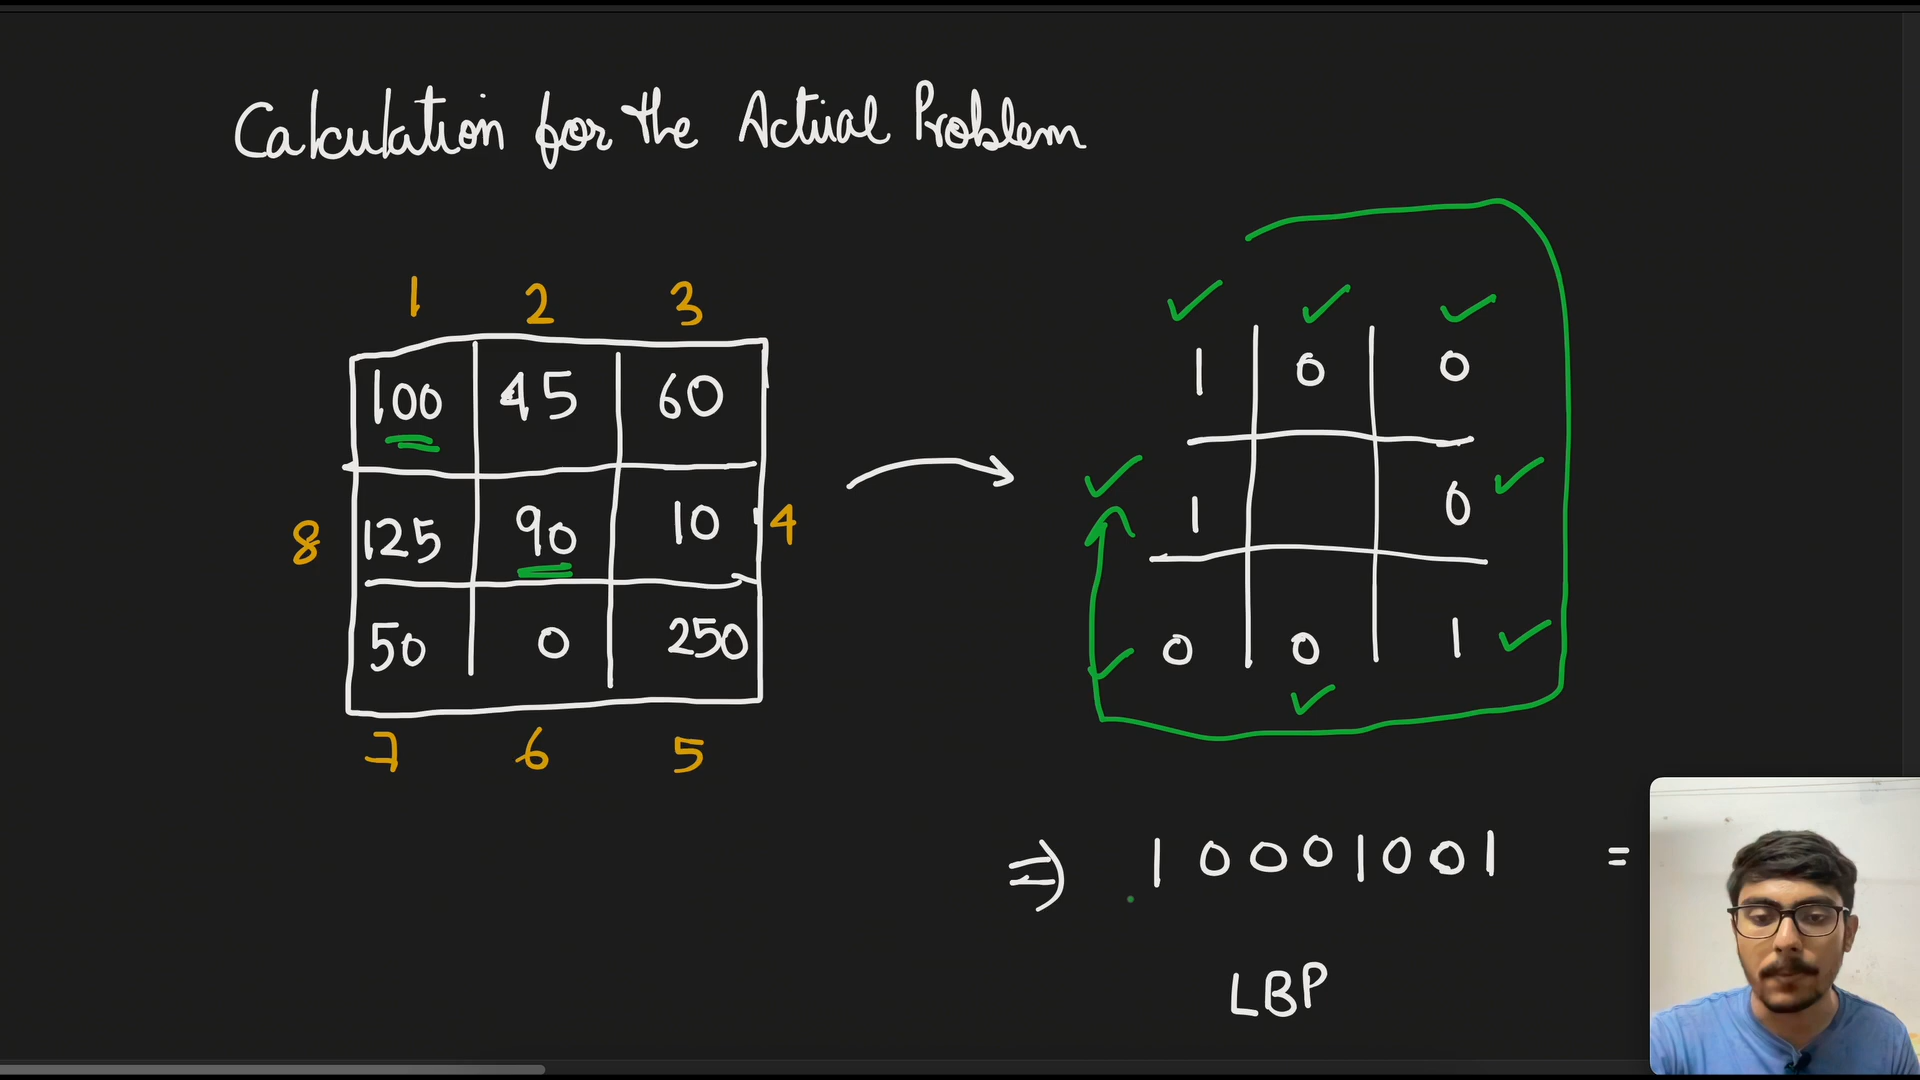 Calculation for the Actual Problem
1 2 3
100 45 60
8 125 90 10 4
50 0 250
7 6 5
1 0 0
1 0
0 0 1
⇒ 10001001 =
LBP